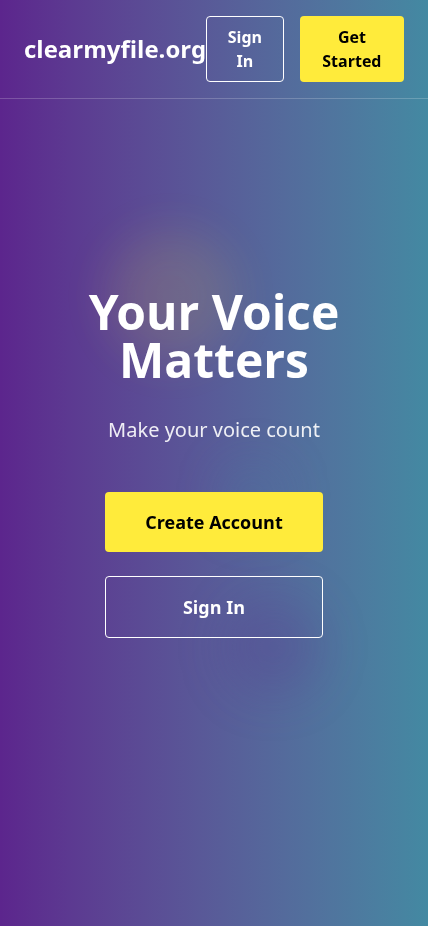 clearmyfile.org
Sign
In
Get
Started
Your Voice
Matters
Make your voice count
Create Account
Sign In